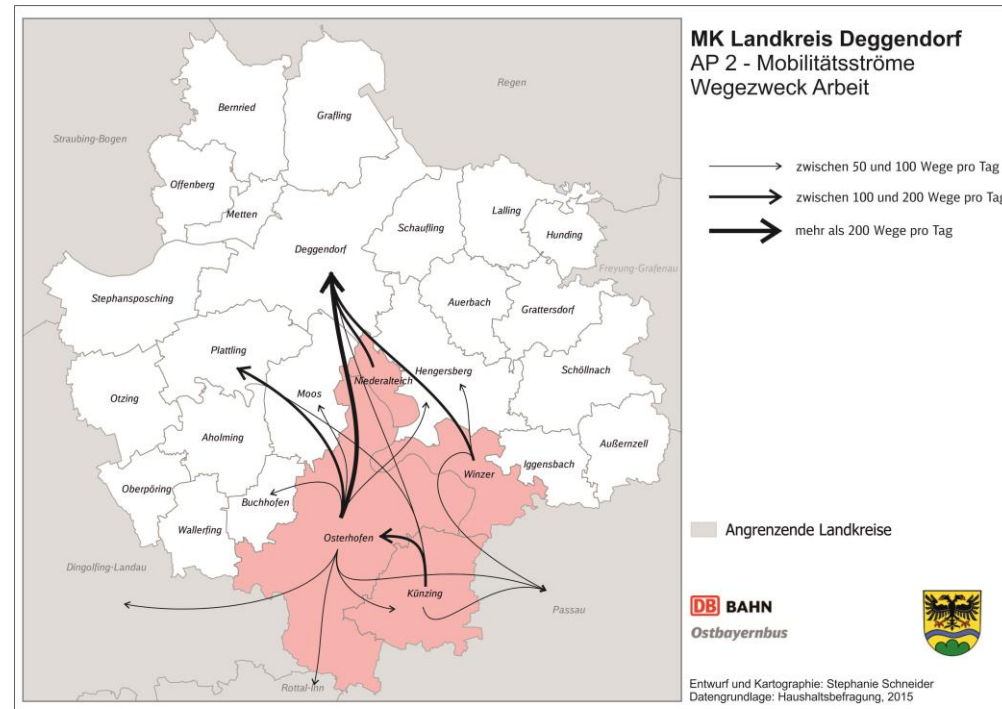 MK Landkreis Deggendorf
AP 2 - Mobilitätsströme
Wegezweck Arbeit
zwischen 50 und 100 Wege pro Tag
zwischen 100 und 200 Wege pro Tag
mehr als 200 Wege pro Tag
Regen
Bernried
Grafling
Straubing-Bogen
Offenberg
Metten
Lalling
Schaufling
Hunding
Deggendorf
Freyung-Grafenau
Stephansposching
Auerbach
Grattersdorf
Plattling
Hengersberg
Schöllnach
Niederalteich
Moos
Otzing
Aholming
Außernzell
Iggensbach
Winzer
Oberpöring
Buchhofen
Wallerfing
Osterhofen
Dingolfing-Landau
Künzing
Passau
Rottal-Inn
Angrenzende Landkreise
DB BAHN
Ostbayernbus
Entwurf und Kartographie: Stephanie Schneider
Datengrundlage: Haushaltsbefragung, 2015